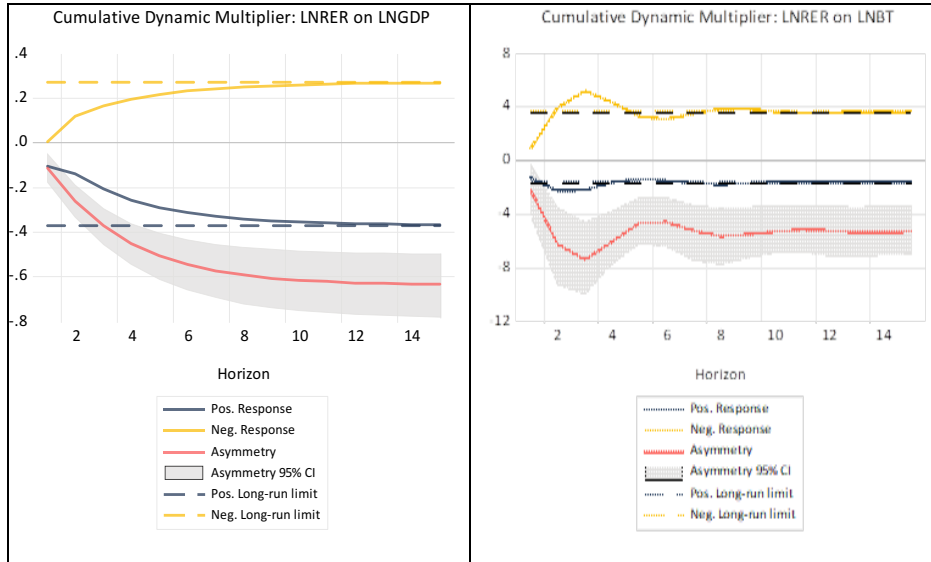 Cumulative Dynamic Multiplier: LNRER on LNGDP
.4
.2
.0
-.2
-.4
-.6
-.8
2 4 6 8 10 12 14
Horizon
Pos. Response
Neg. Response
Asymmetry
Asymmetry 95% CI
Pos. Long-run limit
Neg. Long-run limit
Cumulative Dynamic Multiplier: LNRER on LNBT
8
4
0
-4
-8
-12
2 4 6 8 10 12 14
Horizon
Pos. Response
Neg. Response
Asymmetry
Asymmetry 95% CI
Pos. Long-run limit
Neg. Long-run limit